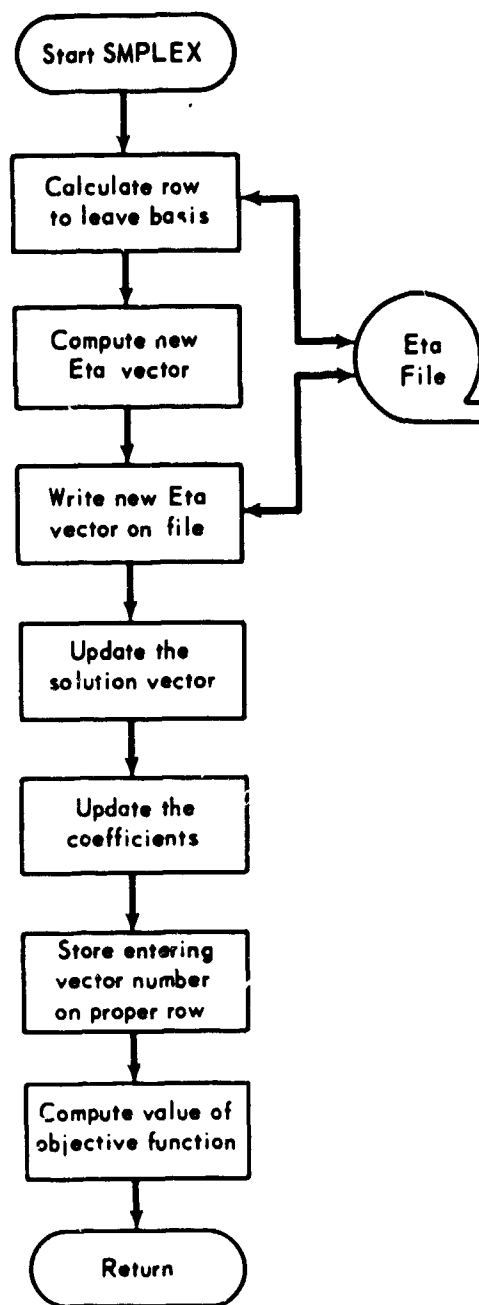 Start SMPLEX
Calculate row
to leave basis
Compute new
Eta vector
Eta
File
Write new Eta
vector on file
Update the
solution vector
Update the
coefficients
Store entering
vector number
on proper row
Compute value of
objective function
Return